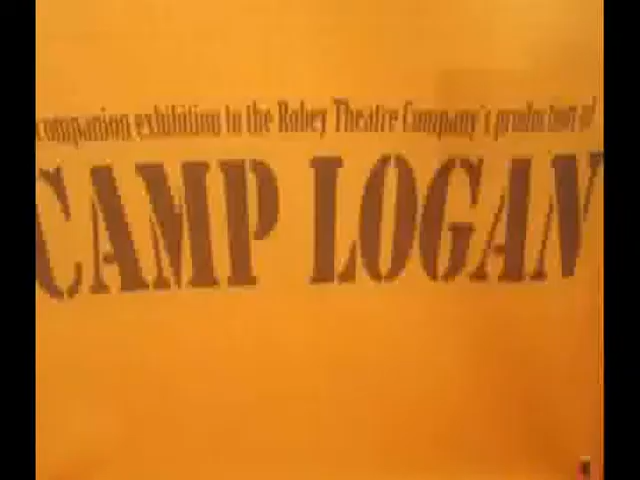 companion exhibition to the Robey Theatre Company's production of
CAMP LOGAN